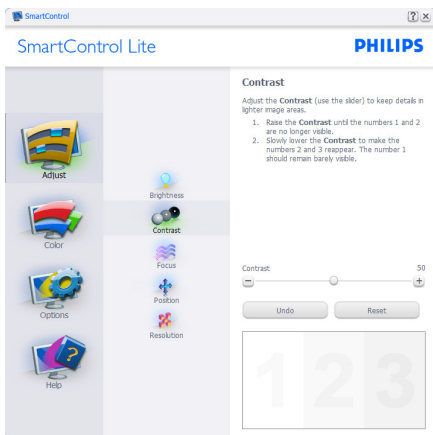 SmartControl
SmartControl Lite
PHILIPS
Adjust
Color
Options
Help
Brightness
Contrast
Focus
Position
Resolution
Contrast
Adjust the Contrast (use the slider) to keep details in
lighter image areas.
1. Raise the Contrast until the numbers 1 and 2
are no longer visible.
2. Slowly lower the Contrast to make the
numbers 2 and 3 reappear. The number 1
should remain barely visible.
Contrast 50
Undo Reset
1 2 3